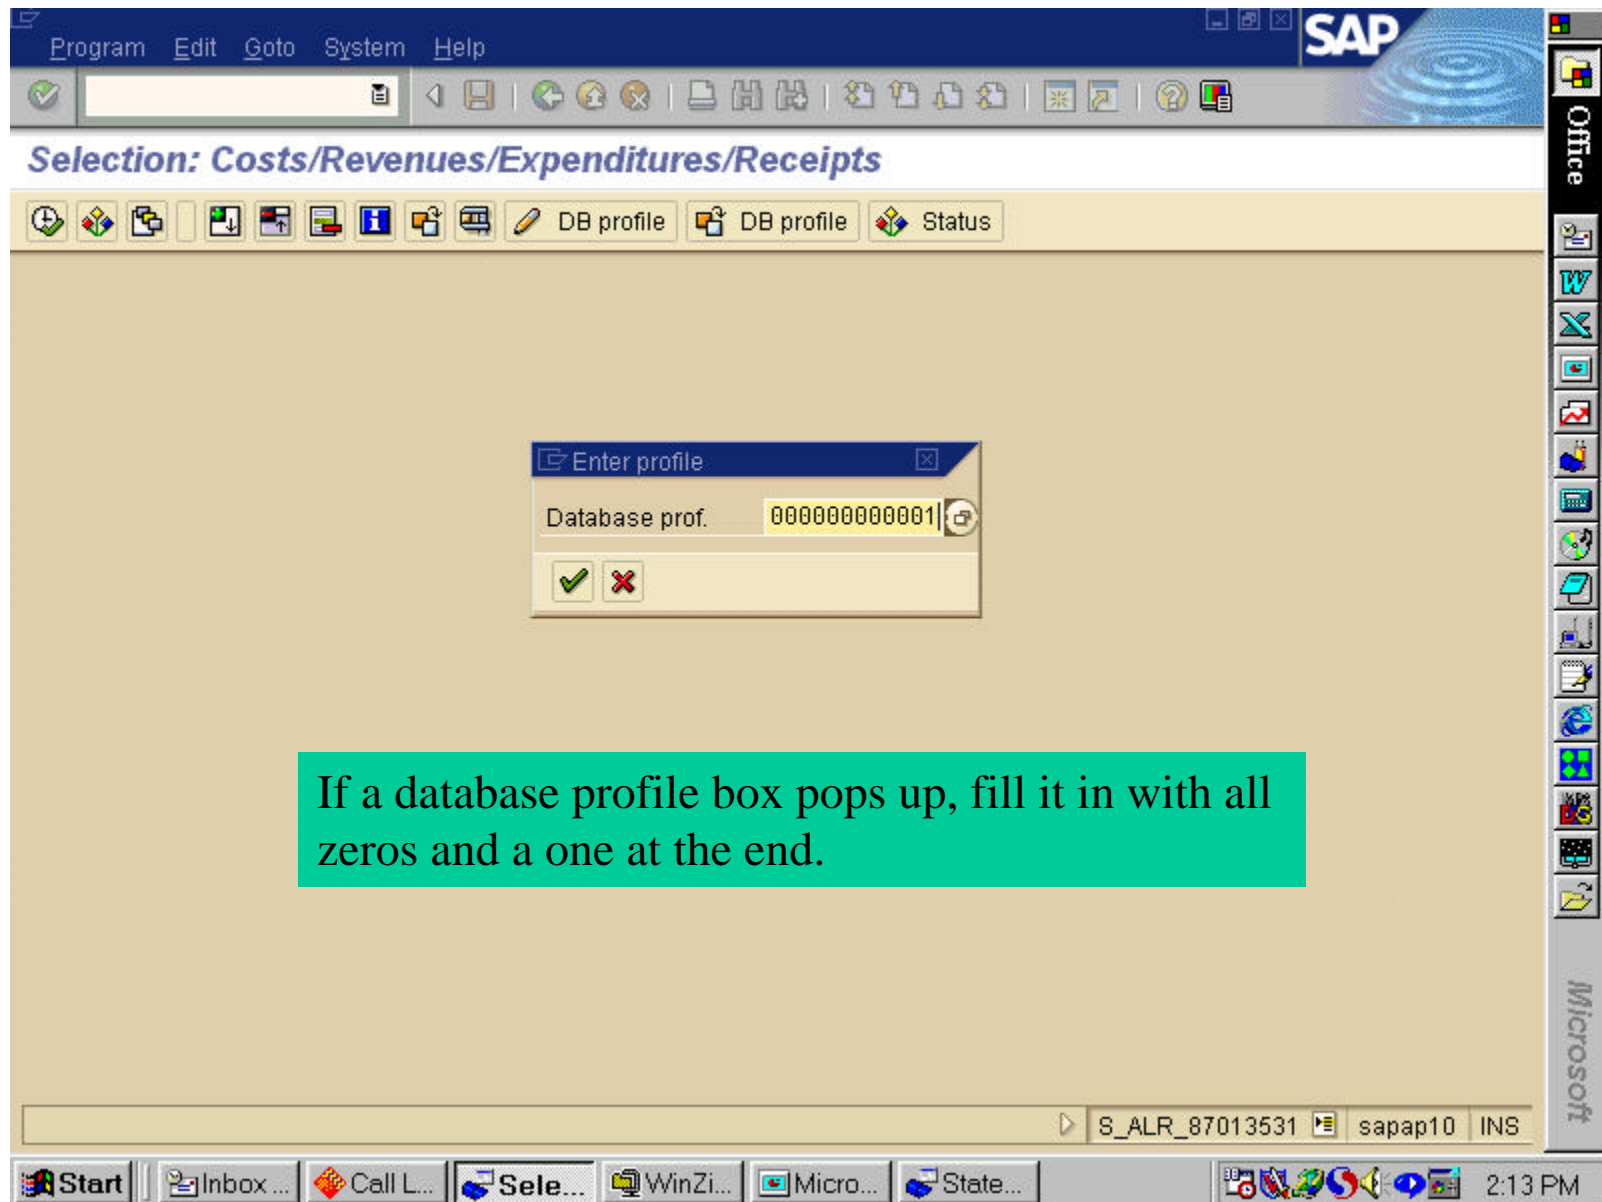 Program Edit Goto System Help
SAP
Selection: Costs/Revenues/Expenditures/Receipts
DB profile DB profile Status
Enter profile
Database prof. 000000000001
If a database profile box pops up, fill it in with all
zeros and a one at the end.
S_ALR_87013531 sapap10 INS
Start Inbox ... Call L... Sele... WinZi... Micro... State... 2:13 PM
Office
Microsoft